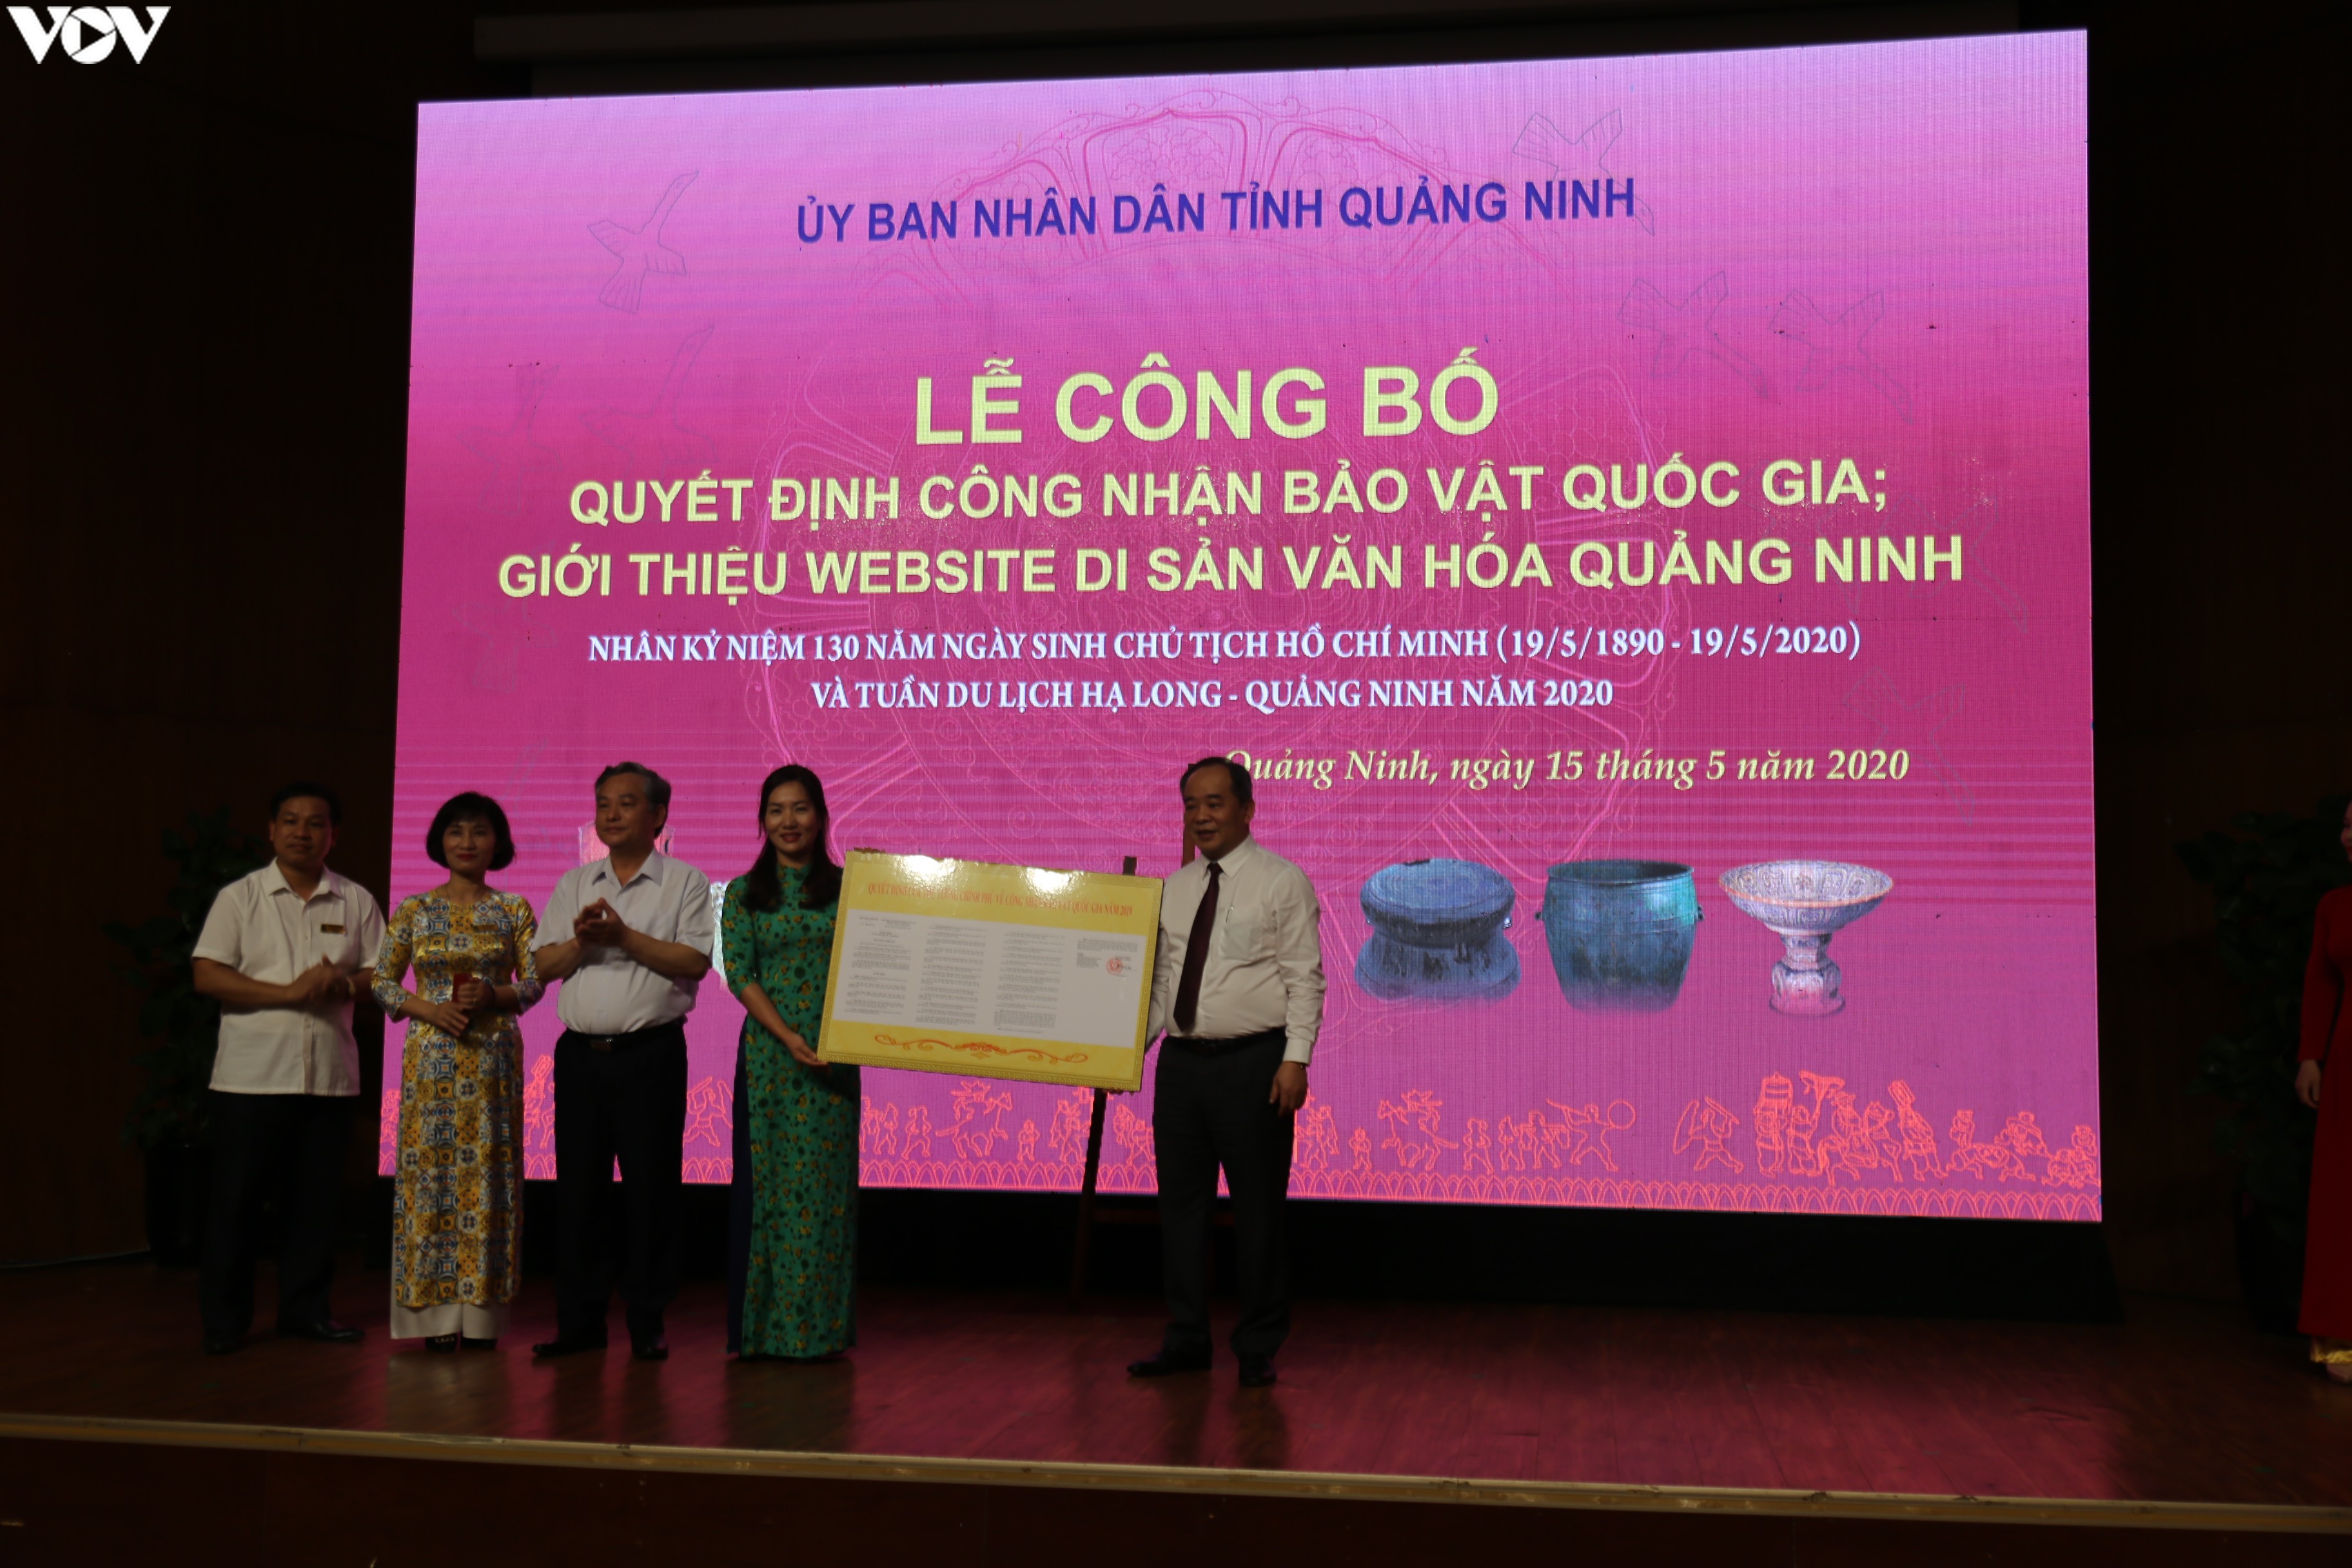 VOV
ỦY BAN NHÂN DÂN TỈNH QUẢNG NINH
LỄ CÔNG BỐ
QUYẾT ĐỊNH CÔNG NHẬN BẢO VẬT QUỐC GIA;
GIỚI THIỆU WEBSITE DI SẢN VĂN HÓA QUẢNG NINH
NHÂN KỶ NIỆM 130 NĂM NGÀY SINH CHỦ TỊCH HỒ CHÍ MINH (19/5/1890 - 19/5/2020)
VÀ TUẦN DU LỊCH HẠ LONG - QUẢNG NINH NĂM 2020
Quảng Ninh, ngày 15 tháng 5 năm 2020